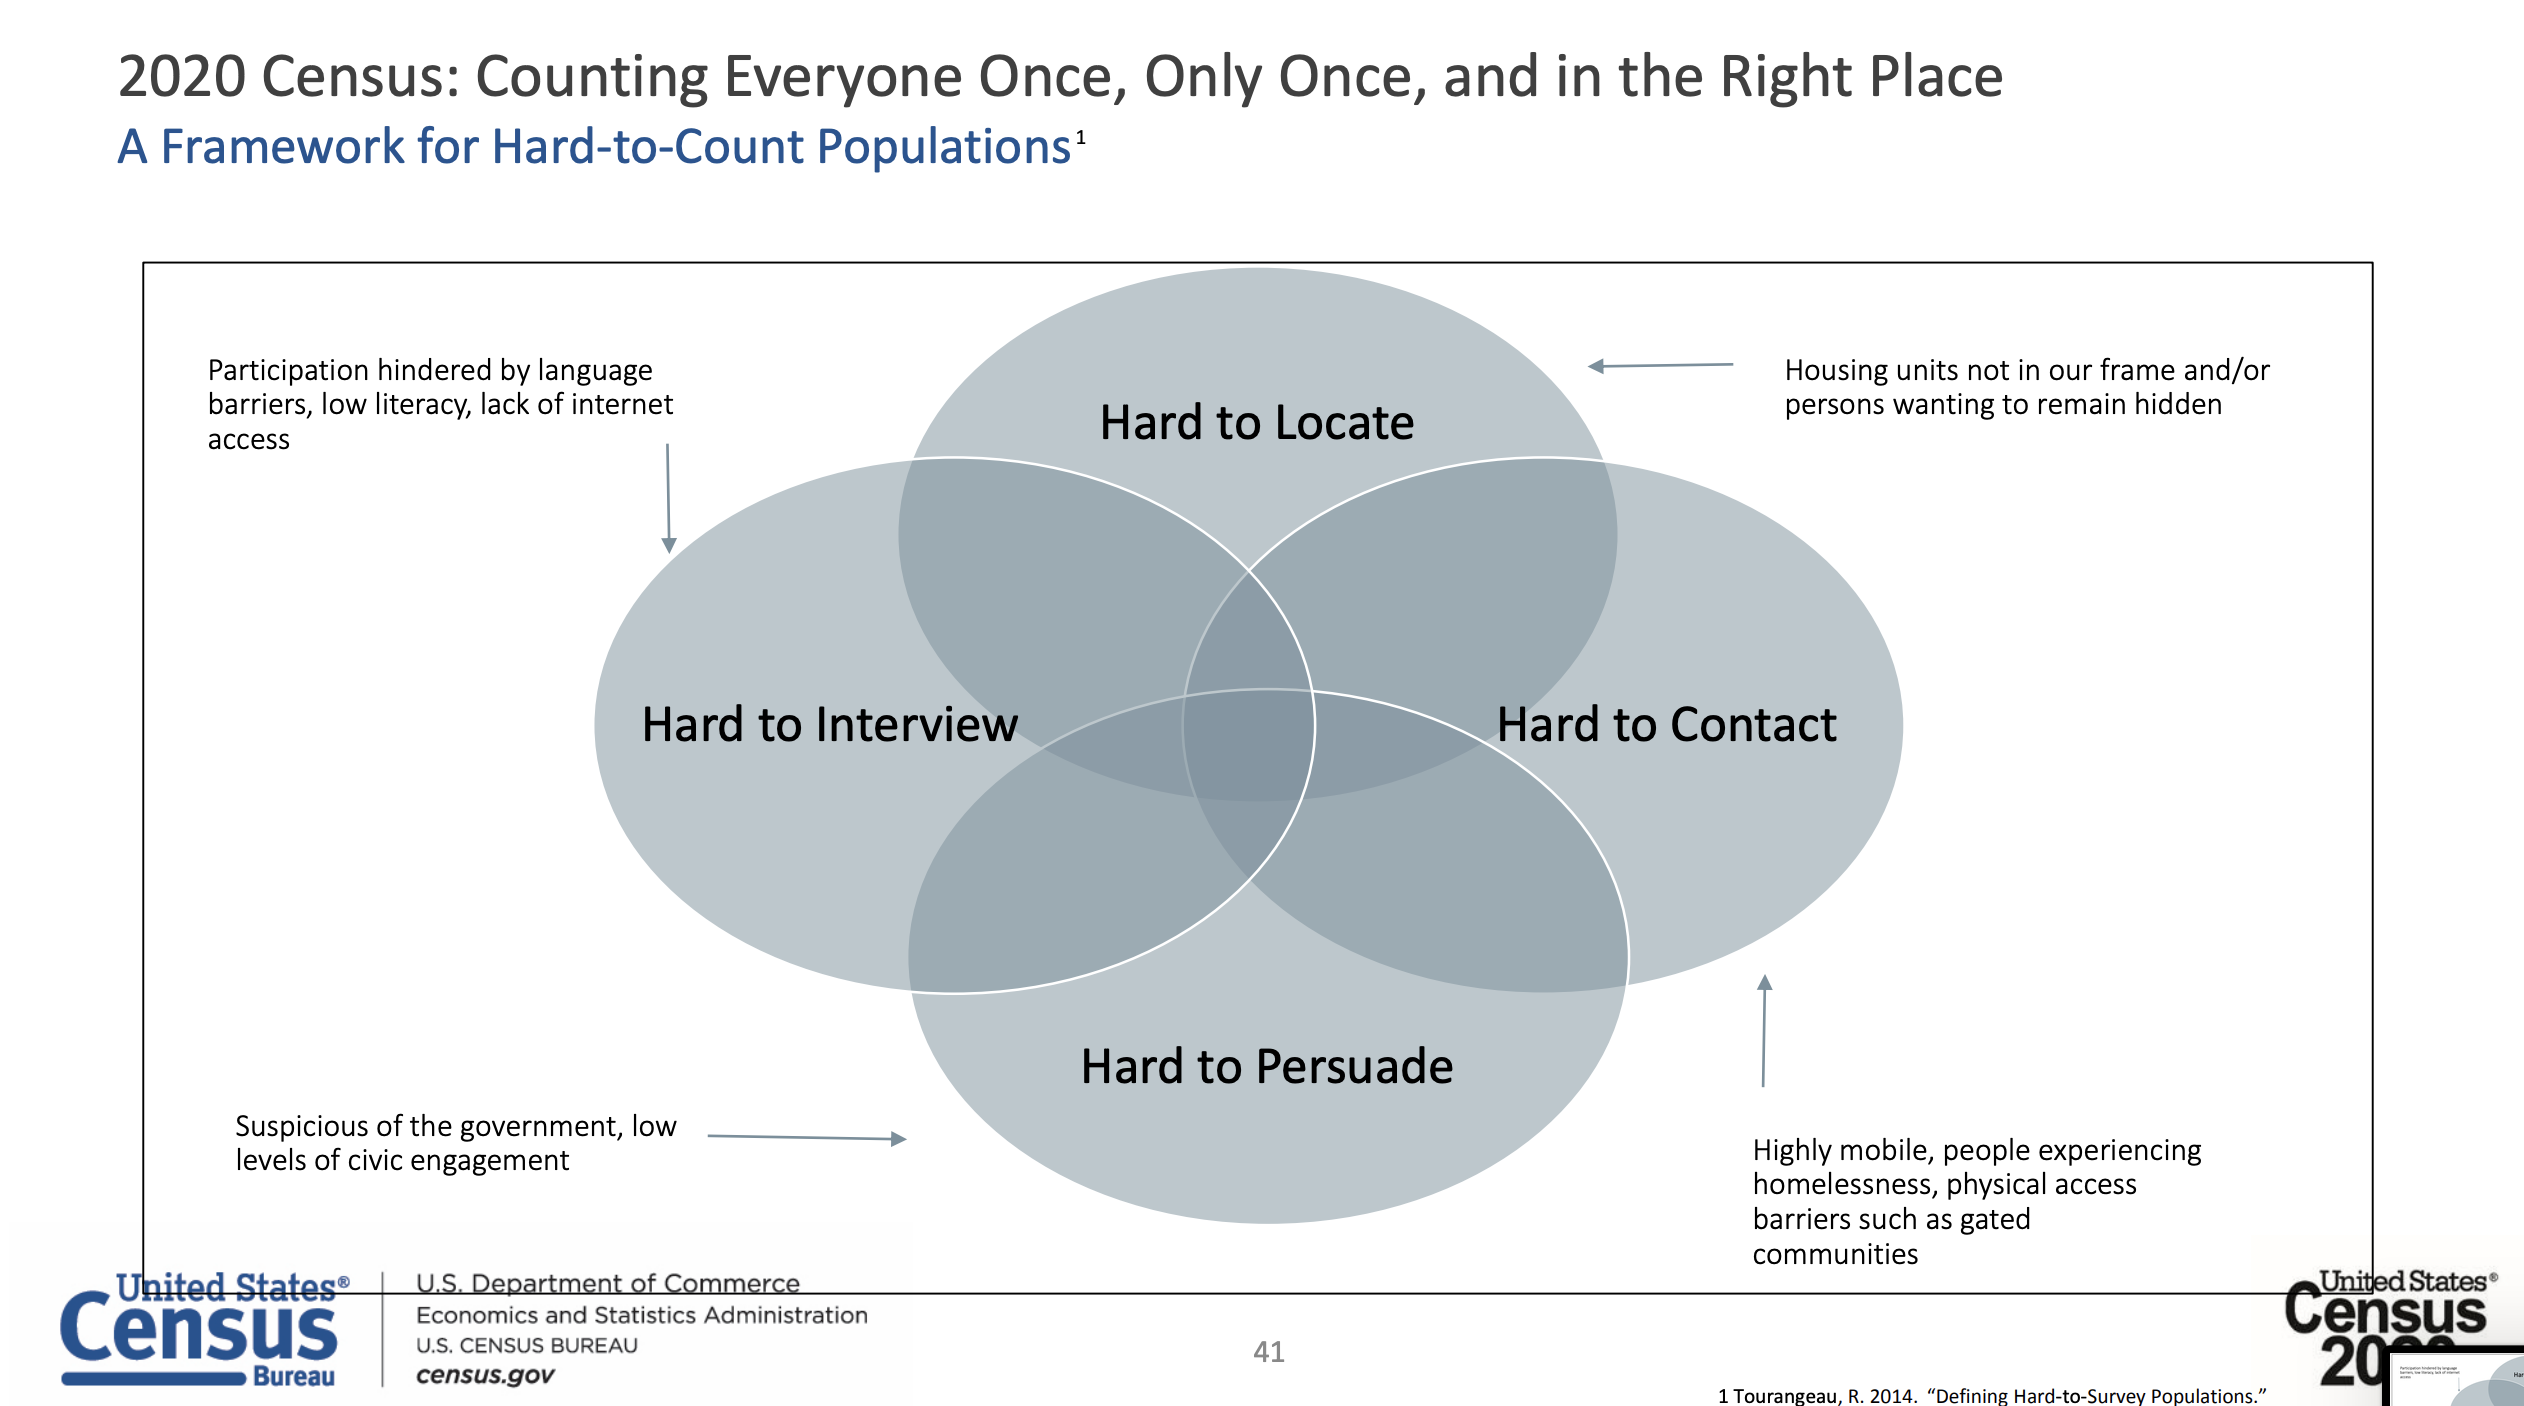 2020 Census: Counting Everyone Once, Only Once, and in the Right Place
A Framework for Hard-to-Count Populations1
Participation hindered by language
barriers, low literacy, lack of internet
access
Housing units not in our frame and/or
persons wanting to remain hidden
Hard to Locate
Hard to Interview
Hard to Contact
Hard to Persuade
Suspicious of the government, low
levels of civic engagement
Highly mobile, people experiencing
homelessness, physical access
barriers such as gated
communities
United States®
Census
Bureau
U.S. Department of Commerce
Economics and Statistics Administration
U.S. CENSUS BUREAU
census.gov
41
United States®
Census
20
1 Tourangeau, R. 2014. “Defining Hard-to-Survey Populations.”